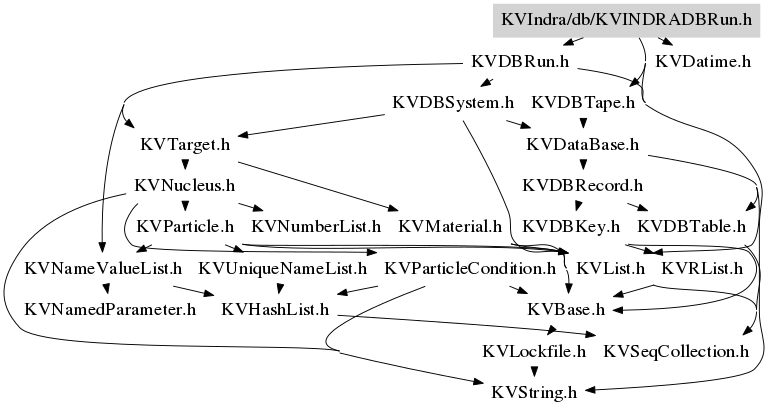 KVIndra/db/KVINDRADBRun.h
KVDBRun.h
KVDatime.h
KVDBSystem.h
KVDBTape.h
KVTarget.h
KVDataBase.h
KVNucleus.h
KVDBRecord.h
KVParticle.h
KVNumberList.h
KVMaterial.h
KVDBKey.h
KVDBTable.h
KVNameValueList.h
KVUniqueNameList.h
KVParticleCondition.h
KVList.h
KVRList.h
KVNamedParameter.h
KVHashList.h
KVBase.h
KVLockfile.h
KVSeqCollection.h
KVString.h